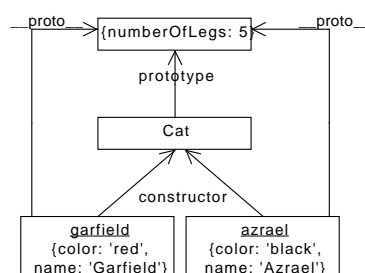 __proto__
__proto__
{numberOfLegs: 5}
prototype
Cat
constructor
garfield
{color: 'red',
name: 'Garfield'}
azrael
{color: 'black',
name: 'Azrael'}